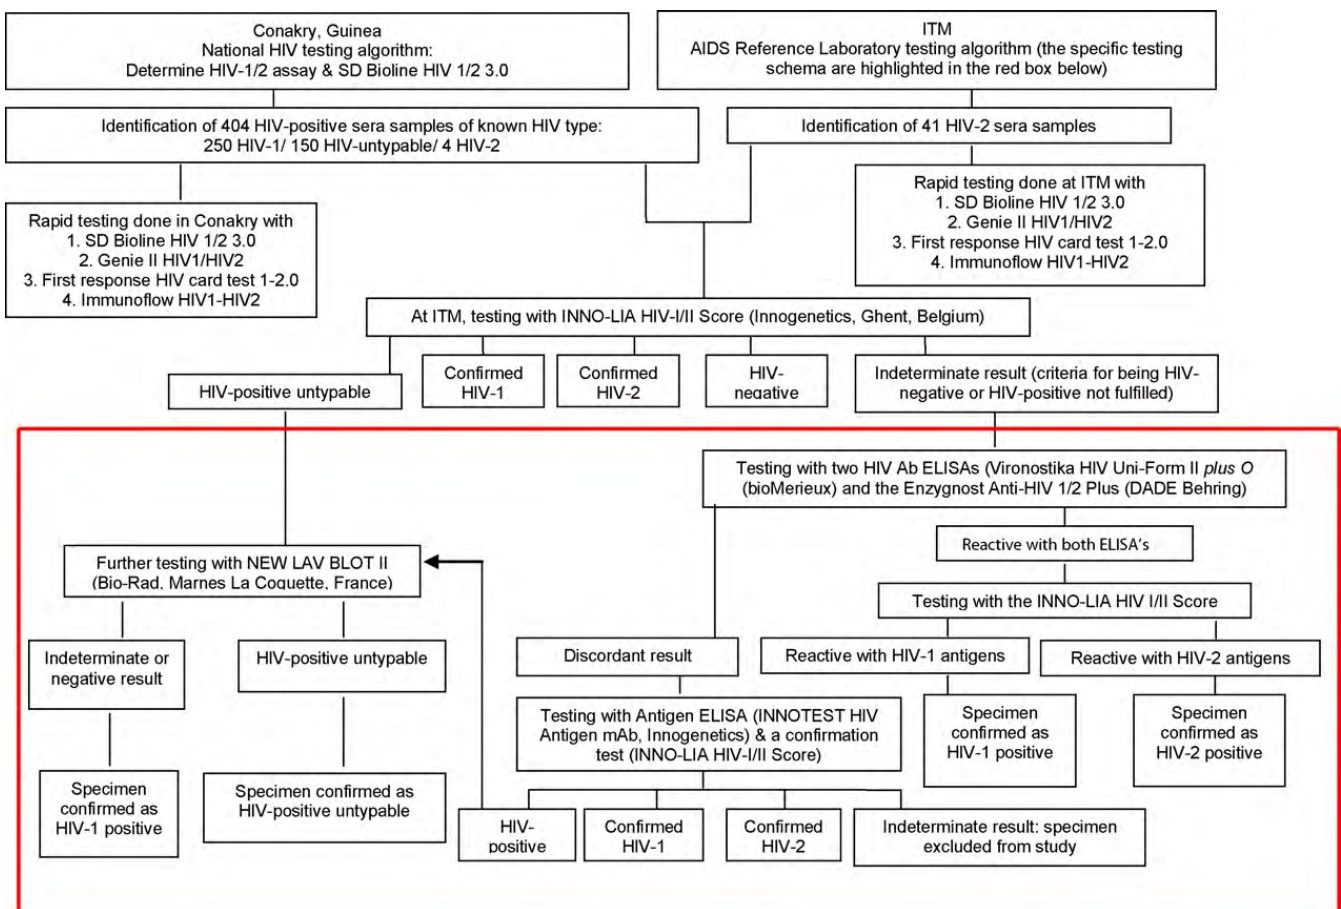 Conakry, Guinea
National HIV testing algorithm:
Determine HIV-1/2 assay & SD Bioline HIV 1/2 3.0
ITM
AIDS Reference Laboratory testing algorithm (the specific testing
schema are highlighted in the red box below)
Identification of 404 HIV-positive sera samples of known HIV type:
250 HIV-1/ 150 HIV-untypable/ 4 HIV-2
Identification of 41 HIV-2 sera samples
Rapid testing done in Conakry with
1. SD Bioline HIV 1/2 3.0
2. Genie II HIV1/HIV2
3. First response HIV card test 1-2.0
4. Immunoflow HIV1-HIV2
Rapid testing done at ITM with
1. SD Bioline HIV 1/2 3.0
2. Genie II HIV1/HIV2
3. First response HIV card test 1-2.0
4. Immunoflow HIV1-HIV2
At ITM, testing with INNO-LIA HIV-I/II Score (Innogenetics, Ghent, Belgium)
HIV-positive untypable
Confirmed
HIV-1
Confirmed
HIV-2
HIV-
negative
Indeterminate result (criteria for being HIV-
negative or HIV-positive not fulfilled)
Testing with two HIV Ab ELISAs (Vironostika HIV Uni-Form II plus O
(bioMerieux) and the Enzygnost Anti-HIV 1/2 Plus (DADE Behring)
Reactive with both ELISA's
Further testing with NEW LAV BLOT II
(Bio-Rad, Marnes La Coquette, France)
Testing with the INNO-LIA HIV I/II Score
Indeterminate or
negative result
HIV-positive untypable
Discordant result
Reactive with HIV-1 antigens
Reactive with HIV-2 antigens
Testing with Antigen ELISA (INNOTEST HIV
Antigen mAb, Innogenetics) & a confirmation
test (INNO-LIA HIV-I/II Score)
Specimen
confirmed as
HIV-1 positive
Specimen
confirmed as
HIV-2 positive
Specimen
confirmed as
HIV-1 positive
Specimen confirmed as
HIV-positive untypable
HIV-
positive
Confirmed
HIV-1
Confirmed
HIV-2
Indeterminate result: specimen
excluded from study